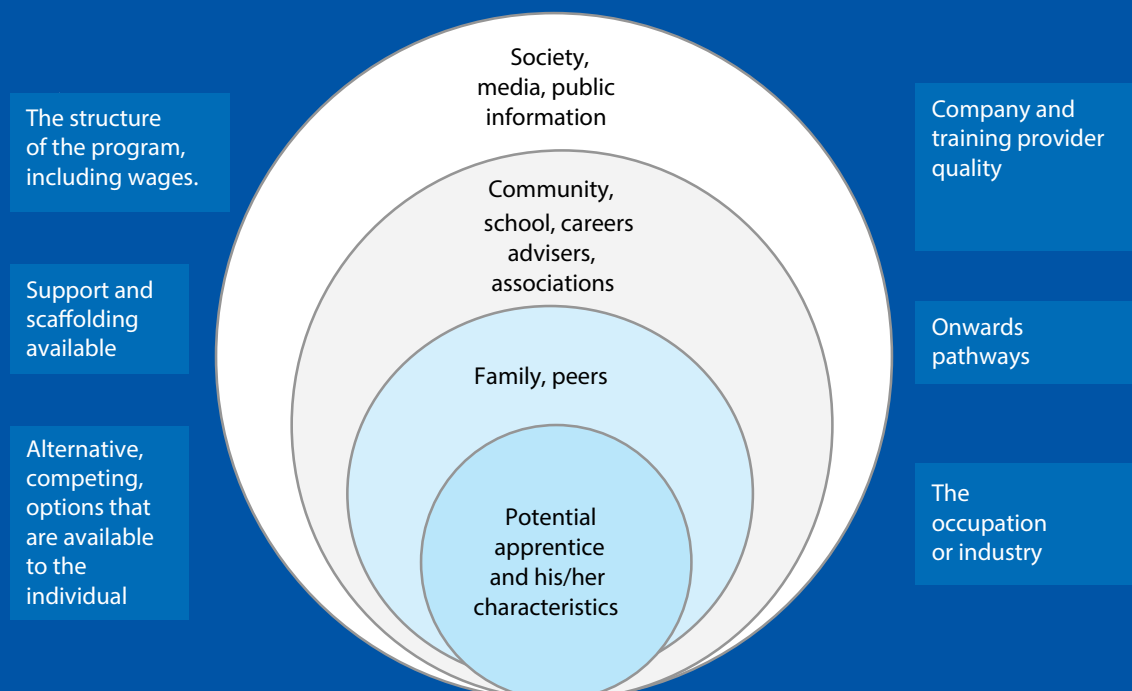 The structure
of the program,
including wages.
Support and
scaffolding
available
Alternative,
competing,
options that
are available
to the
individual
Society,
media, public
information
Community,
school, careers
advisers,
associations
Family, peers
Potential
apprentice
and his/her
characteristics
Company and
training provider
quality
Onwards
pathways
The
occupation
or industry